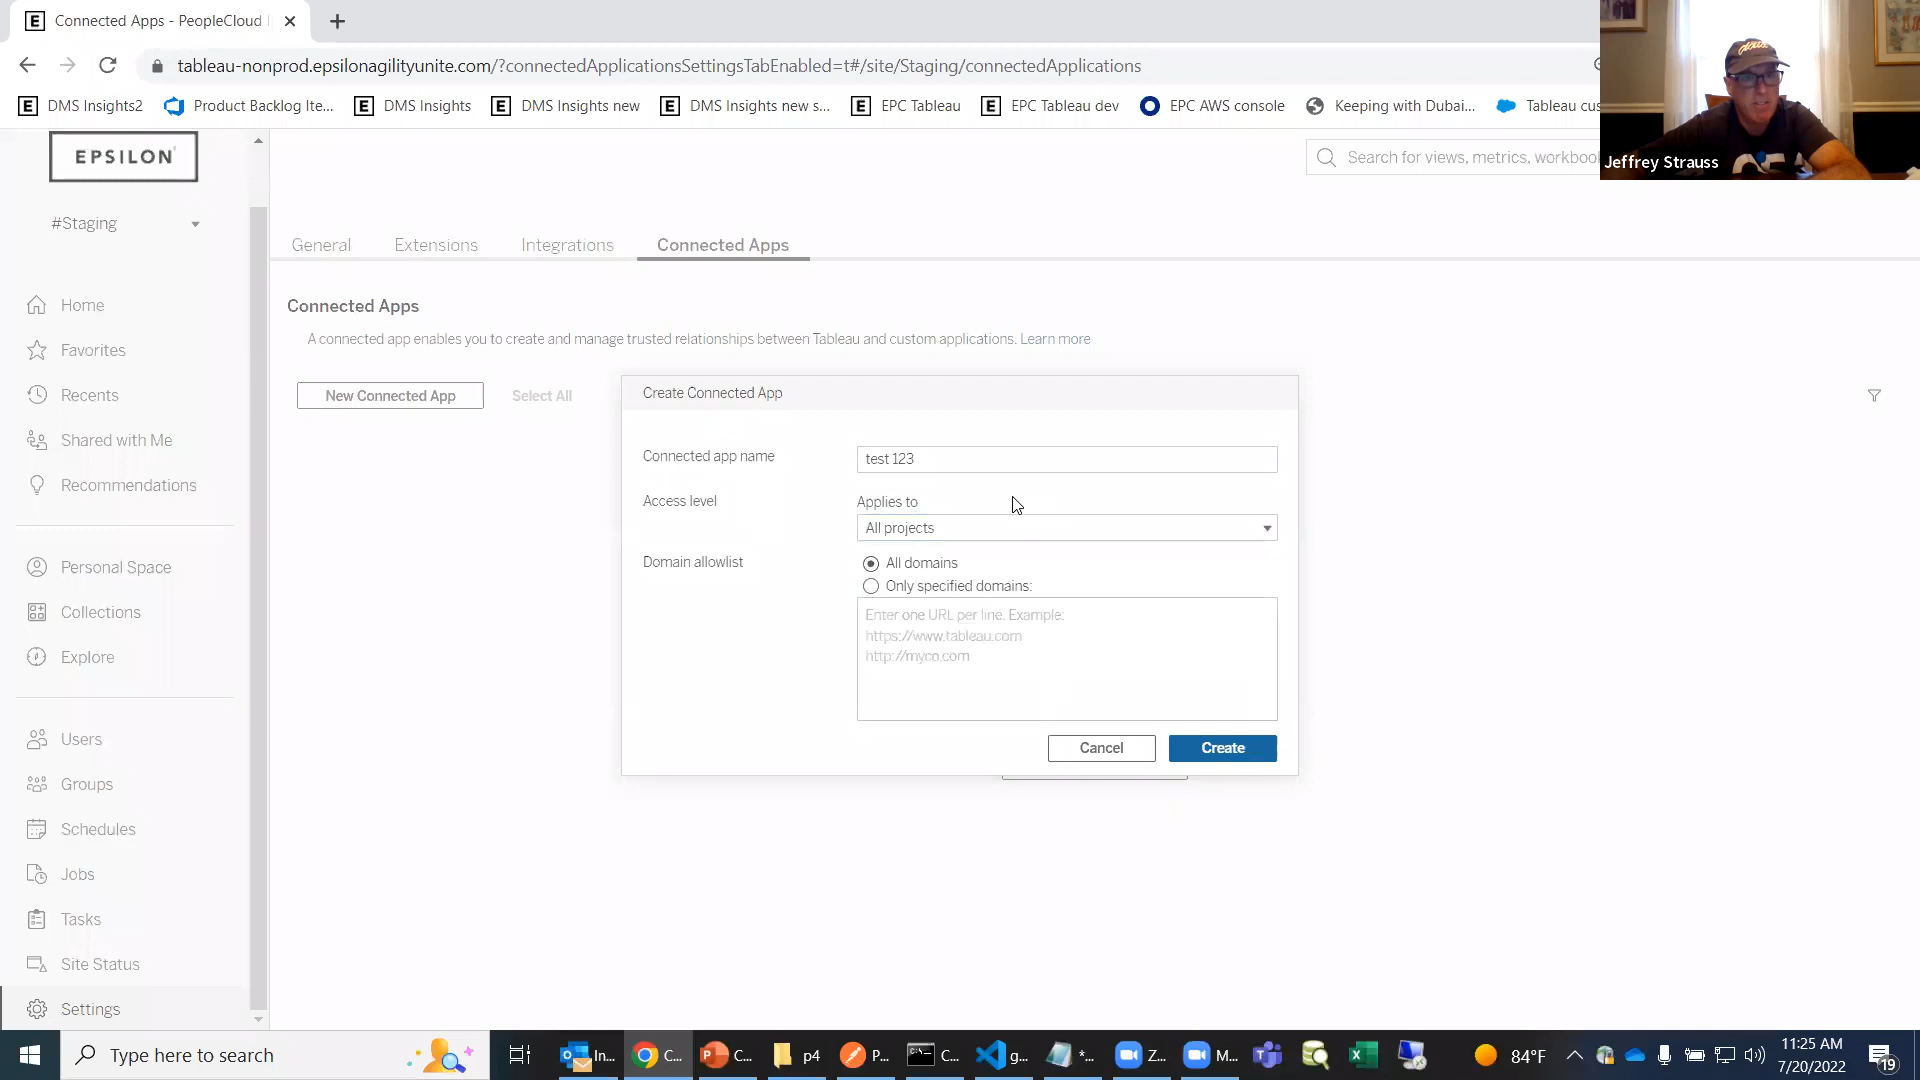 Connected Apps - PeopleCloud
tableau-nonprod.epsilonagilityunite.com/?connectedApplicationsSettingsTabEnabled=t#/site/Staging/connectedApplications
DMS Insights2
Product Backlog Ite...
DMS Insights
DMS Insights new
DMS Insights new s...
EPC Tableau
EPC Tableau dev
EPC AWS console
Keeping with Dubai...
Tableau cus
Jeffrey Strauss
EPSILON
#Staging
Home
Favorites
Recents
Shared with Me
Recommendations
Personal Space
Collections
Explore
Users
Groups
Schedules
Jobs
Tasks
Site Status
Settings
Search for views, metrics, workboo
General
Extensions
Integrations
Connected Apps
Connected Apps
A connected app enables you to create and manage trusted relationships between Tableau and custom applications. Learn more
New Connected App
Select All
Create Connected App
Connected app name
test 123
Access level
Applies to
All projects
Domain allowlist
All domains
Only specified domains:
Enter one URL per line. Example:
https://www.tableau.com
http://myco.com
Cancel
Create
Type here to search
In...
C...
C...
p4
P...
C...
g...
*...
Z...
M...
84°F
11:25 AM
7/20/2022
19